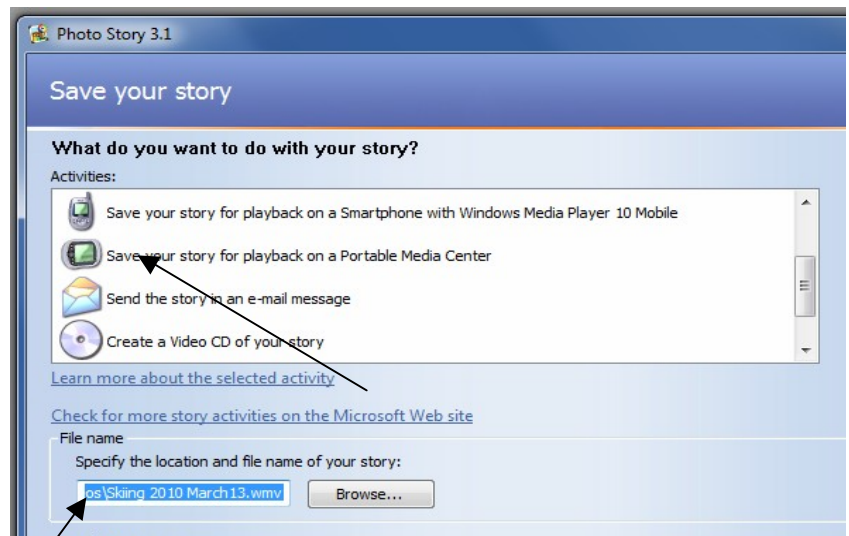 Photo Story 3.1
Save your story
What do you want to do with your story?
Activities:
Save your story for playback on a Smartphone with Windows Media Player 10 Mobile
Save your story for playback on a Portable Media Center
Send the story in an e-mail message
Create a Video CD of your story
Learn more about the selected activity
Check for more story activities on the Microsoft Web site
File name
Specify the location and file name of your story:
os\Skiing 2010 March13.wmv Browse...